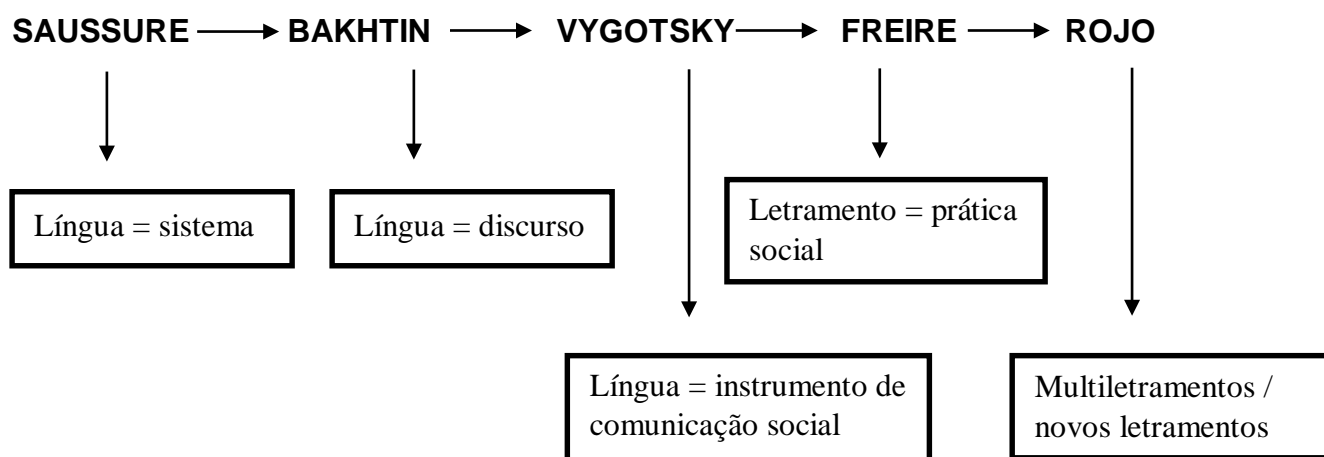 SAUSSURE BAKHTIN VYGOTSKY FREIRE ROJO
Língua = sistema
Língua = discurso
Letramento = prática
social
Língua = instrumento de
comunicação social
Multiletramentos /
novos letramentos